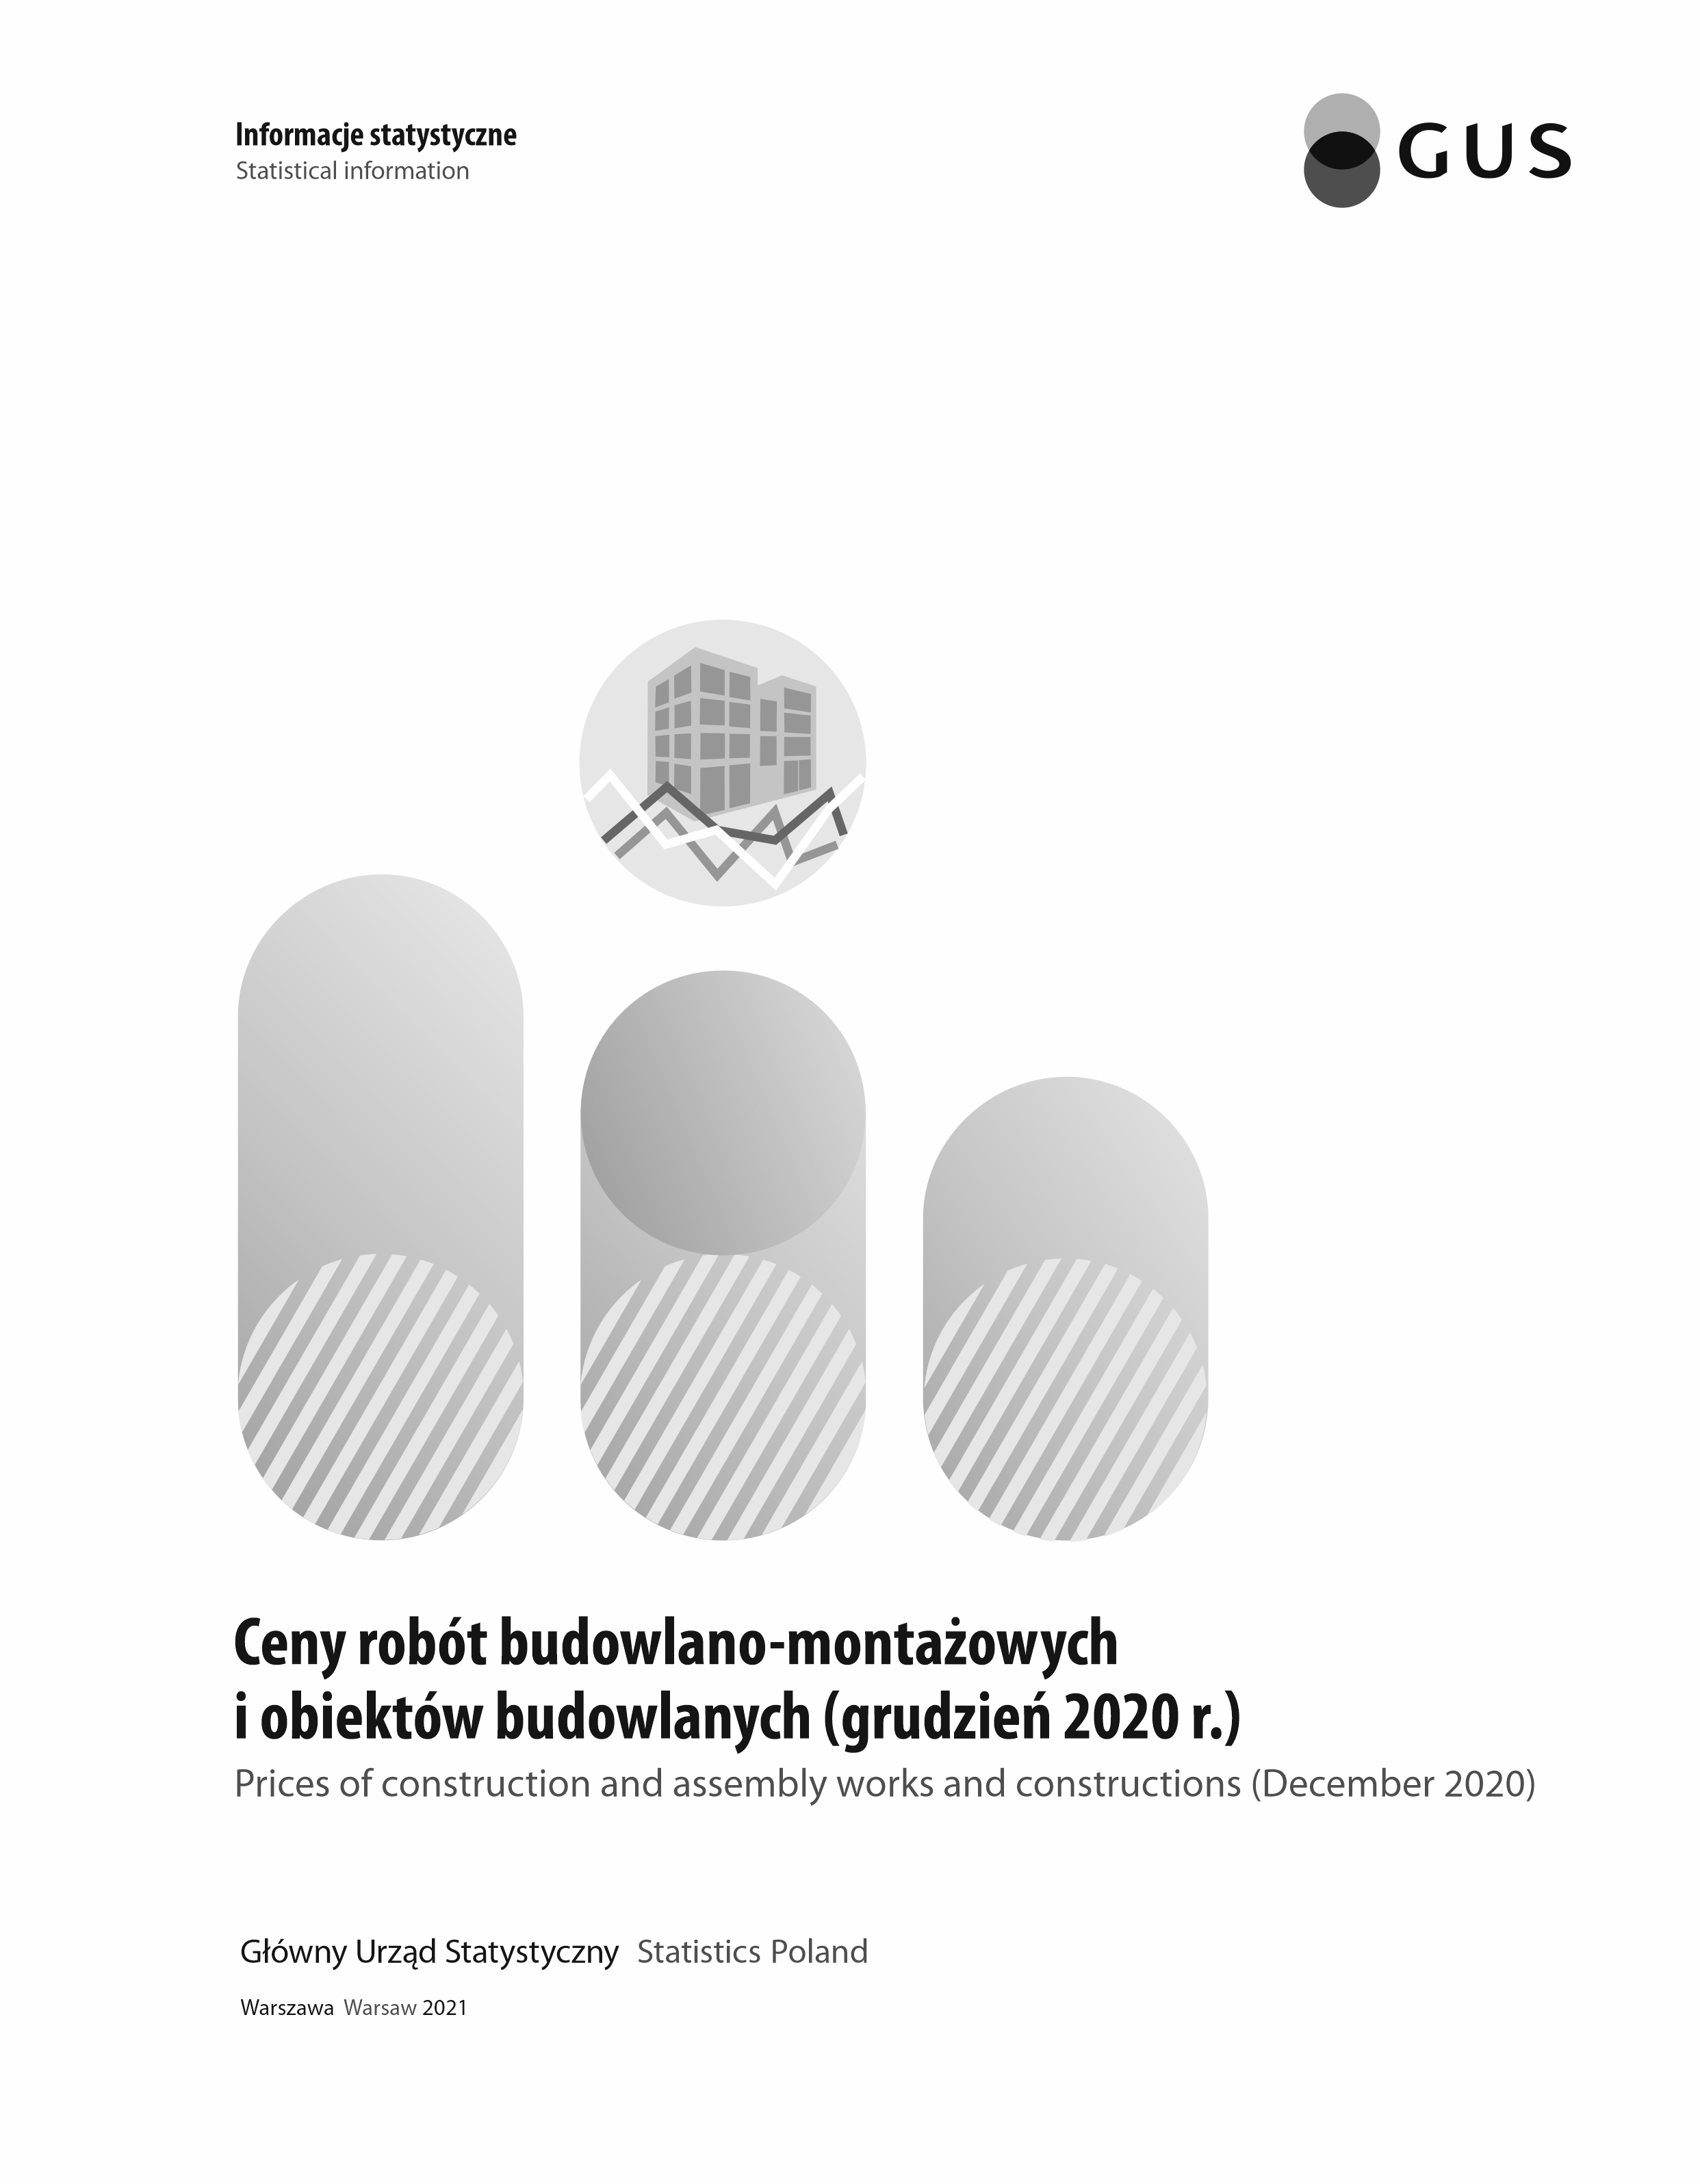 Informacje statystyczne
Statistical information
GUS
Ceny robót budowlano-montażowych
i obiektów budowlanych (grudzień 2020 r.)
Prices of construction and assembly works and constructions (December 2020)
Główny Urząd Statystyczny Statistics Poland
Warszawa Warsaw 2021